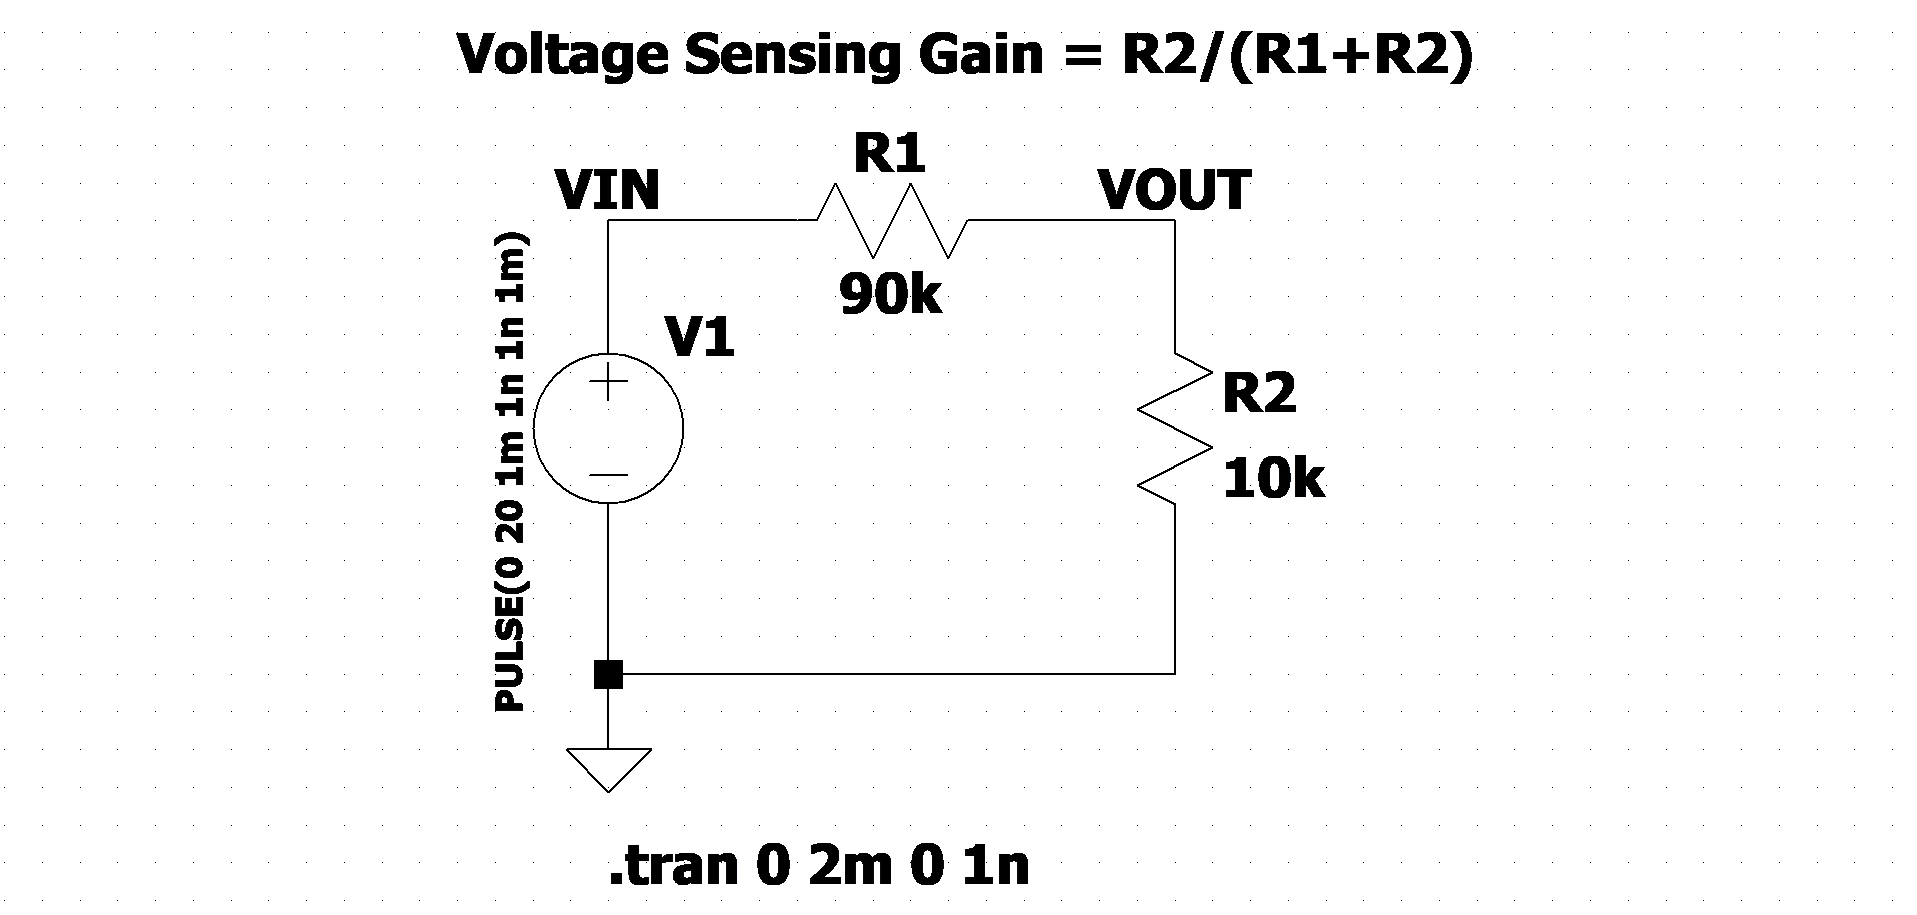 Voltage Sensing Gain = R2/(R1+R2)
R1
VIN
VOUT
90k
V1
PULSE(0 20 1m 1n 1n 1m)
R2
10k
.tran 0 2m 0 1n